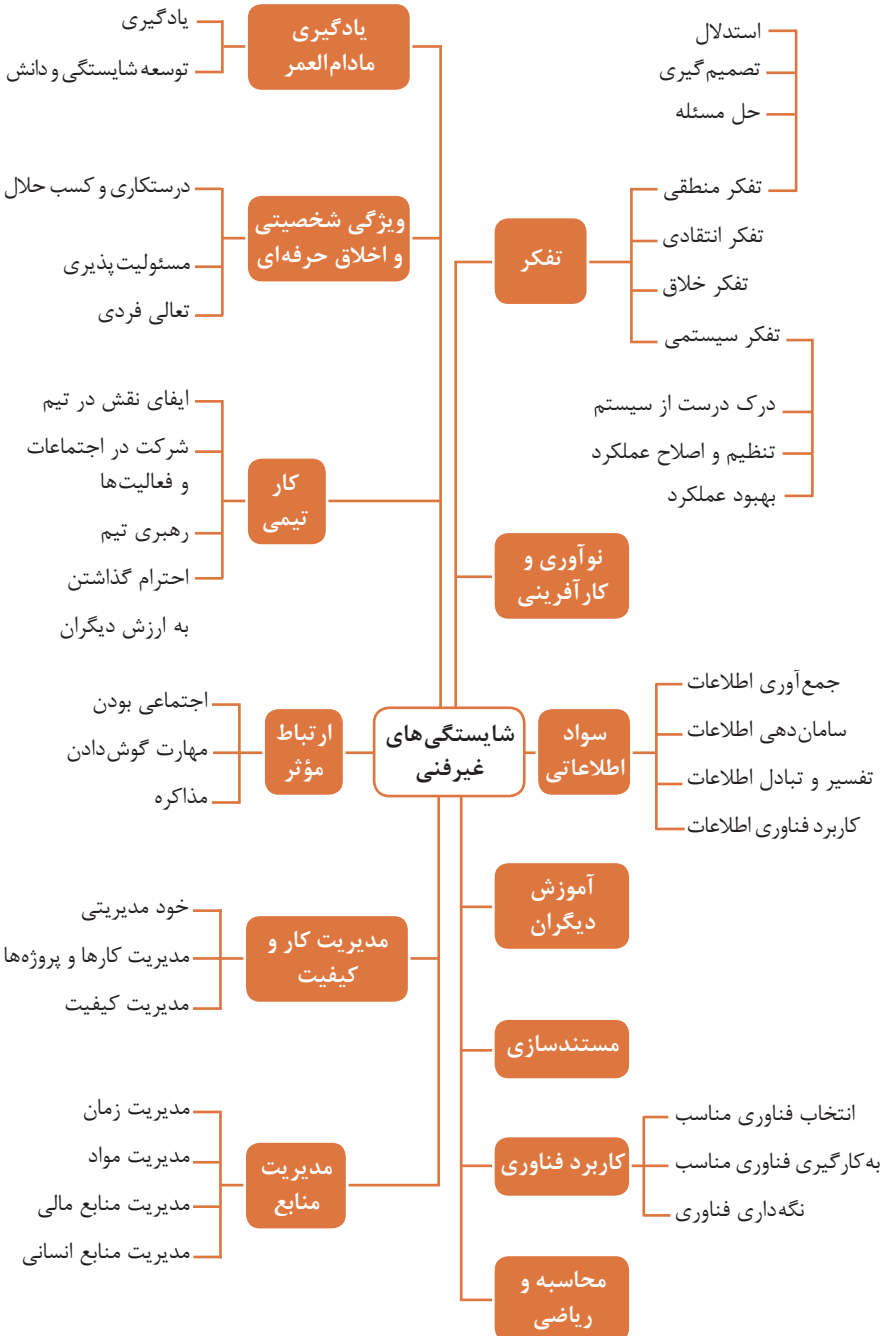 استدلال
تصمیم‌گیری
حل مسئله
تفکر
تفکر منطقی
تفکر انتقادی
تفکر خلاق
تفکر سیستمی
درک درست از سیستم
تنظیم و اصلاح عملکرد
بهبود عملکرد
نوآوری و
کارآفرینی
سواد
اطلاعاتی
جمع‌آوری اطلاعات
سامان‌دهی اطلاعات
تفسیر و تبادل اطلاعات
کاربرد فناوری اطلاعات
آموزش
دیگران
مستندسازی
کاربرد فناوری
انتخاب فناوری مناسب
به‌کارگیری فناوری مناسب
نگه‌داری فناوری
محاسبه و
ریاضی
شایستگی‌های
غیرفنی
یادگیری
مادام‌العمر
یادگیری
توسعه شایستگی و دانش
ویژگی شخصیتی
و اخلاق حرفه‌ای
درستکاری و کسب حلال
مسئولیت‌پذیری
تعالی فردی
کار
تیمی
ایفای نقش در تیم
شرکت در اجتماعات
و فعالیت‌ها
رهبری تیم
احترام گذاشتن
به ارزش دیگران
ارتباط
مؤثر
اجتماعی بودن
مهارت گوش‌دادن
مذاکره
مدیریت کار و
کیفیت
خود مدیریتی
مدیریت کارها و پروژه‌ها
مدیریت کیفیت
مدیریت
منابع
مدیریت زمان
مدیریت مواد
مدیریت منابع مالی
مدیریت منابع انسانی